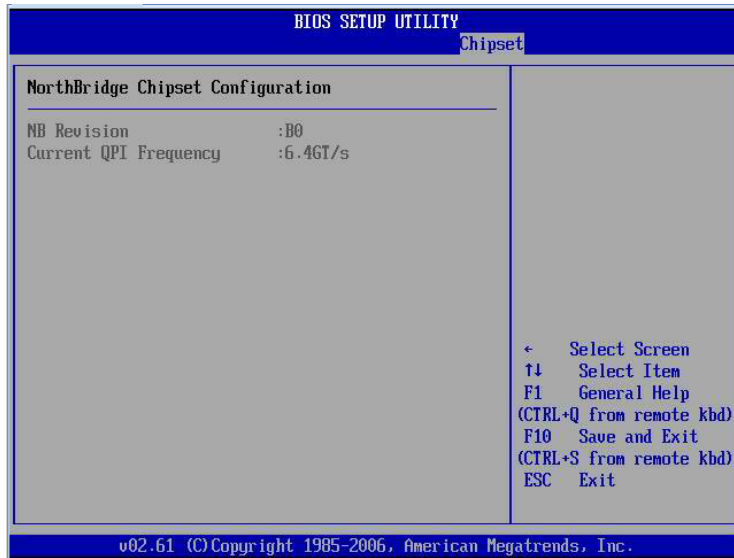 BIOS SETUP UTILITY
Chipset
NorthBridge Chipset Configuration
NB Revision :B0
Current QPI Frequency :6.4GT/s
← Select Screen
↑↓ Select Item
F1 General Help
(CTRL+Q from remote kbd)
F10 Save and Exit
(CTRL+S from remote kbd)
ESC Exit
v02.61 (C)Copyright 1985-2006, American Megatrends, Inc.